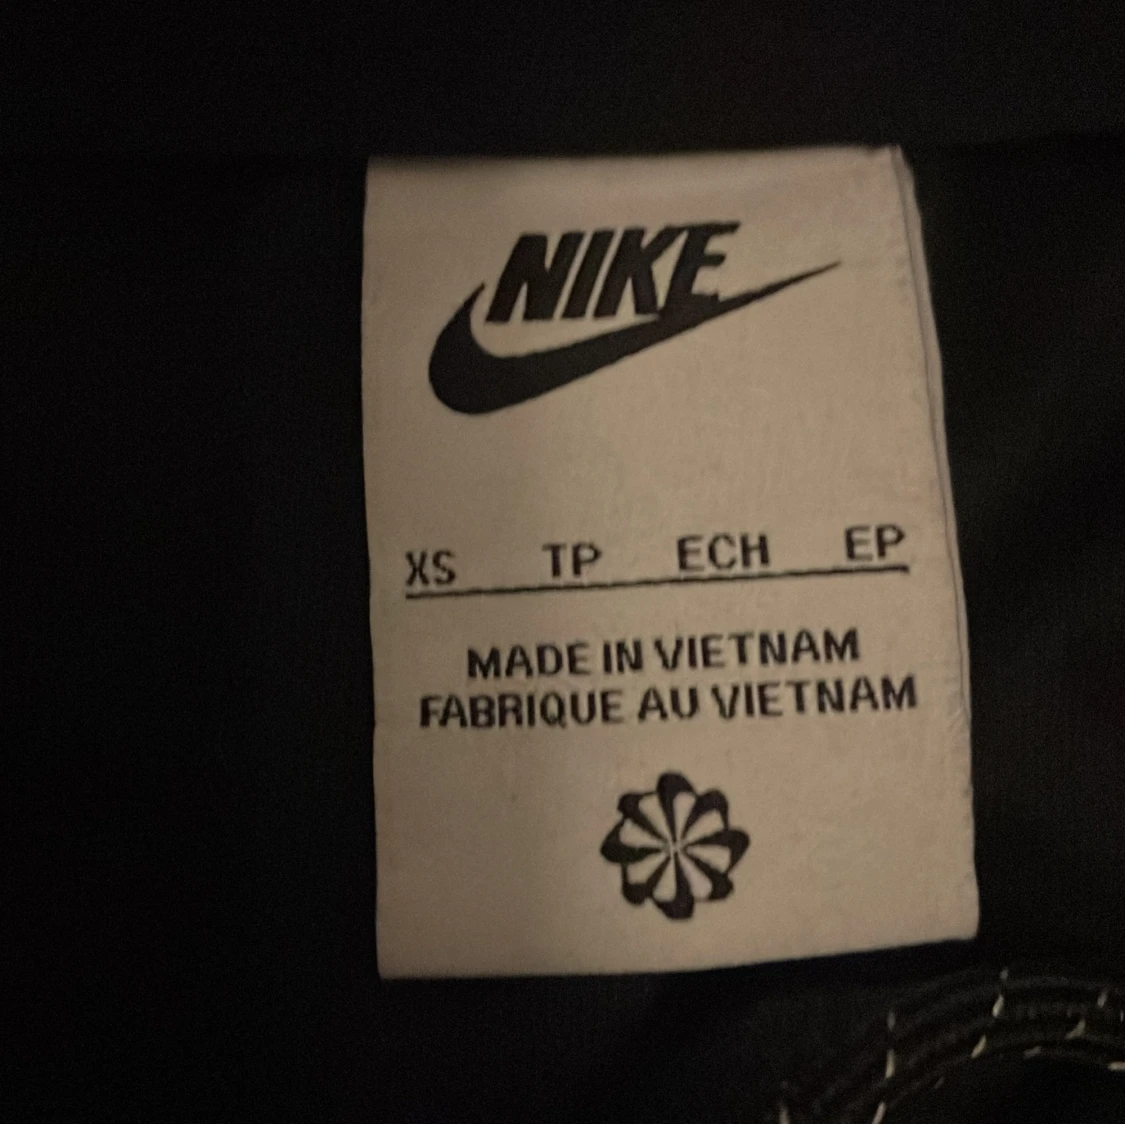 NIKE
XS TP ECH EP
MADE IN VIETNAM
FABRIQUE AU VIETNAM